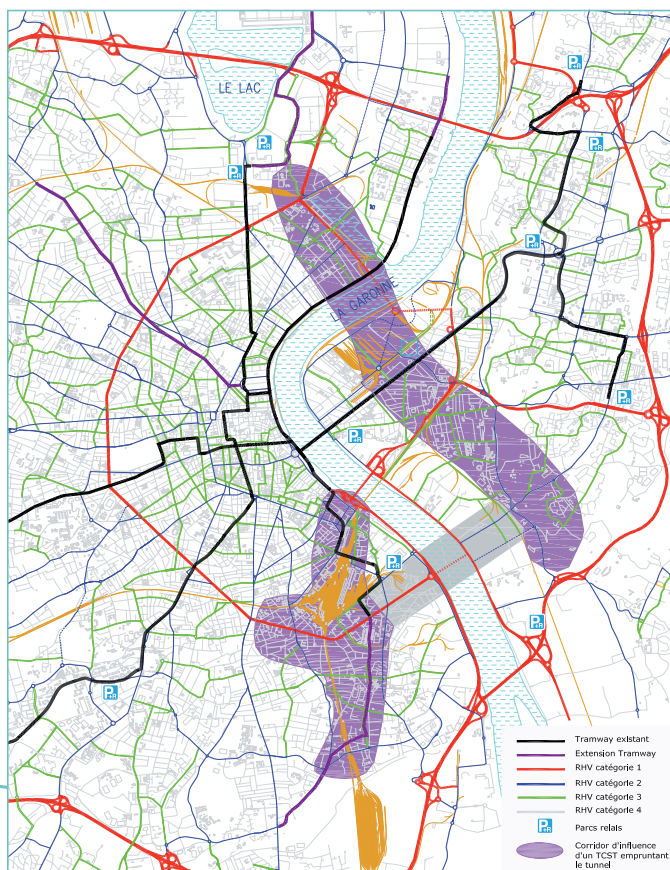 LE LAC
P+R
P+R
P+R
P+R
P+R
LA GARONNE
P+R
P+R
P+R
P+R
P+R
Tramway existant
Extension Tramway
RHV catégorie 1
RHV catégorie 2
RHV catégorie 3
RHV catégorie 4
P+R
Parcs relais
Corridor d'influence
d'un TCST empruntant
le tunnel